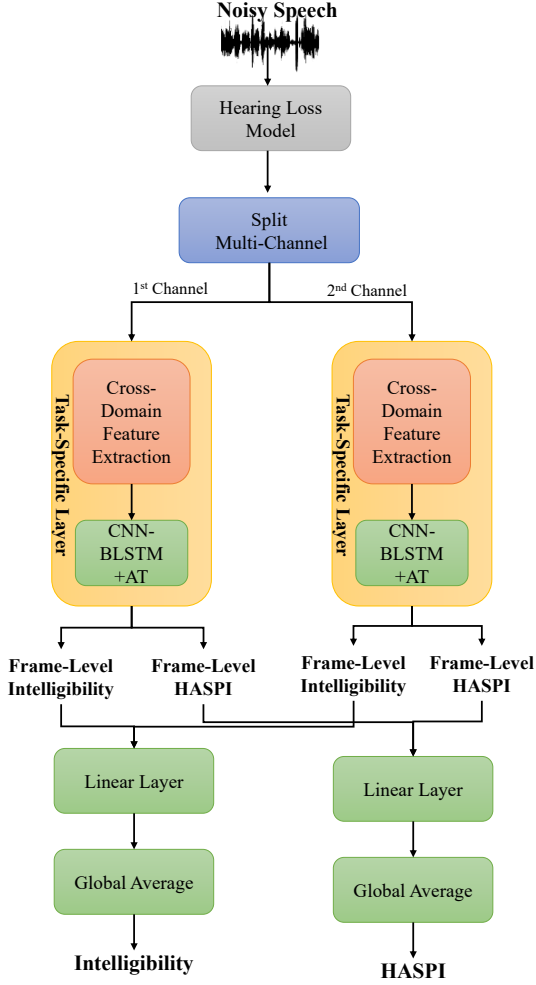 Noisy Speech
Hearing Loss
Model
Split
Multi-Channel
1st Channel
2nd Channel
Task-Specific Layer
Cross-
Domain
Feature
Extraction
CNN-
BLSTM
+AT
Task-Specific Layer
Cross-
Domain
Feature
Extraction
CNN-
BLSTM
+AT
Frame-Level
Intelligibility
Frame-Level
HASPI
Frame-Level
Intelligibility
Frame-Level
HASPI
Linear Layer
Linear Layer
Global Average
Global Average
Intelligibility
HASPI